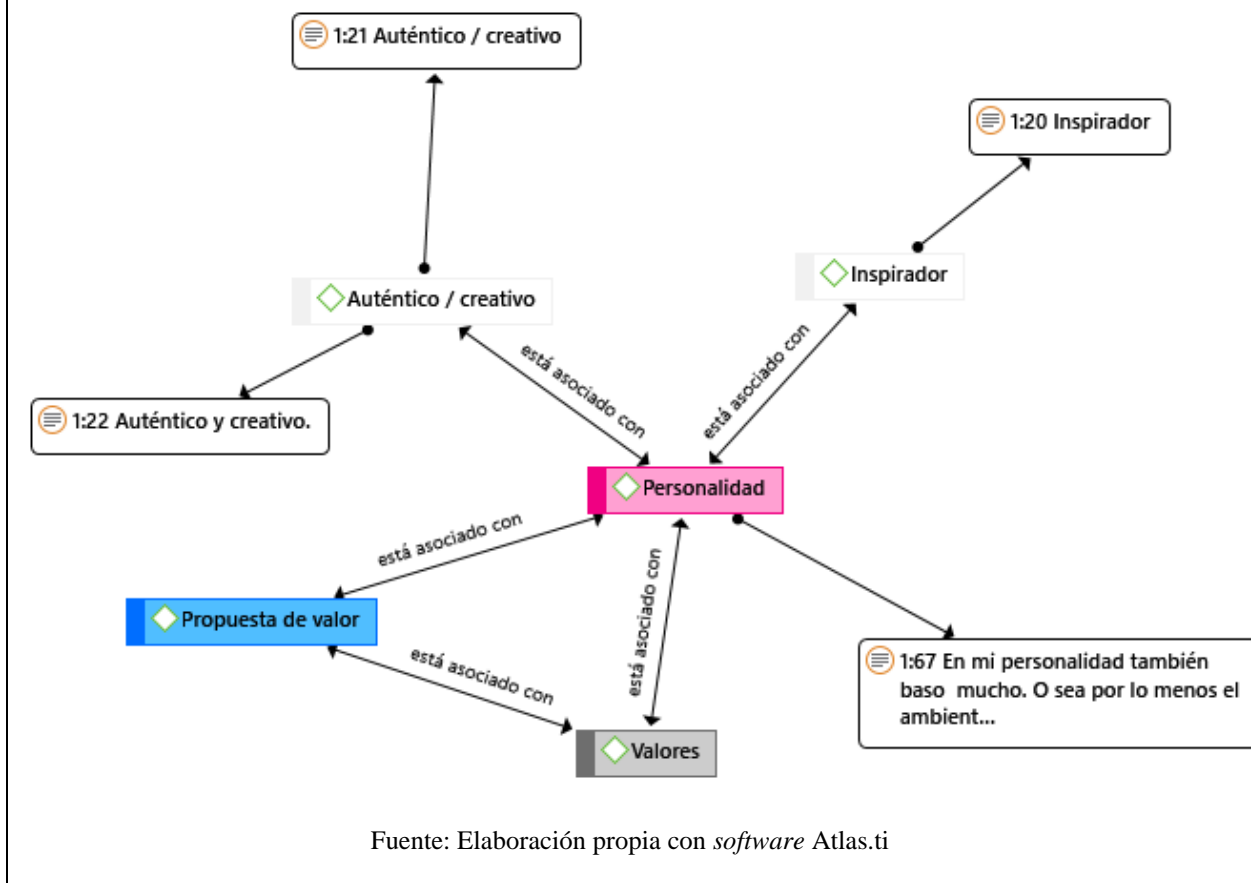 1:21 Auténtico / creativo
1:20 Inspirador
Inspirador
Auténtico / creativo
está asociado con
está asociado con
1:22 Auténtico y creativo.
Personalidad
está asociado con
Propuesta de valor
está asociado con
está asociado con
1:67 En mi personalidad también
baso mucho. O sea por lo menos el
ambient...
Valores
Fuente: Elaboración propia con software Atlas.ti